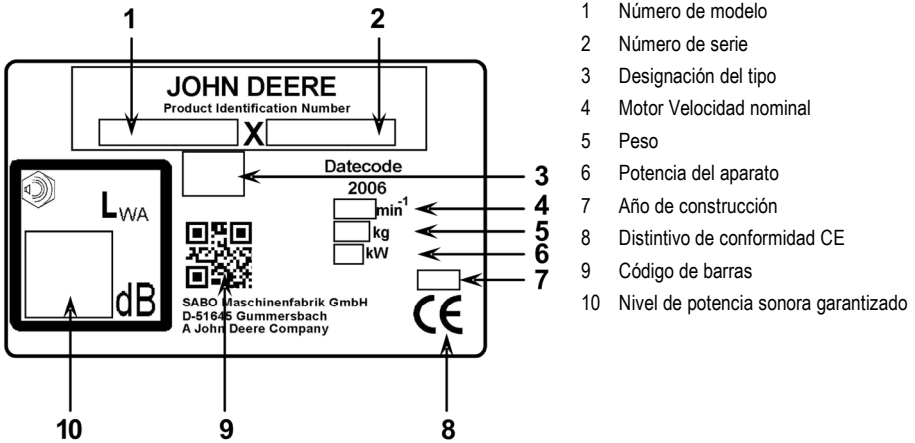 1 2
JOHN DEERE
Product Identification Number
X
Datecode
2006
3
LWA
min-1 4
kg 5
kW 6
7
dB
SABO Maschinenfabrik GmbH
D-51645 Gummersbach
A John Deere Company
CE
10 9 8
1 Número de modelo
2 Número de serie
3 Designación del tipo
4 Motor Velocidad nominal
5 Peso
6 Potencia del aparato
7 Año de construcción
8 Distintivo de conformidad CE
9 Código de barras
10 Nivel de potencia sonora garantizado